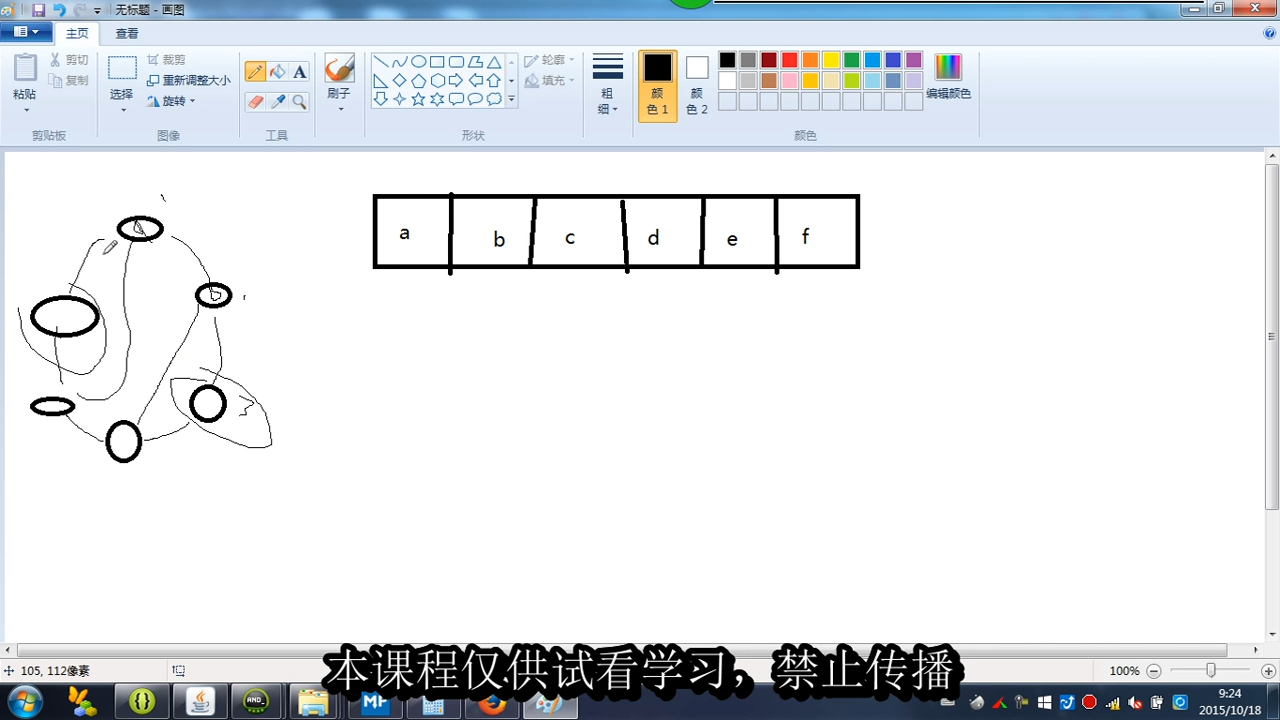 无标题 - 画图
主页
查看
粘贴
剪切
复制
剪贴板
选择
裁剪
重新调整大小
旋转
图像
A
工具
刷子
轮廓
填充
形状
粗细
颜色 1
颜色 2
编辑颜色
颜色
a b c d e f
105, 112像素
100%
本课程仅供试看学习，禁止传播
AND_
MP
9:24
2015/10/18